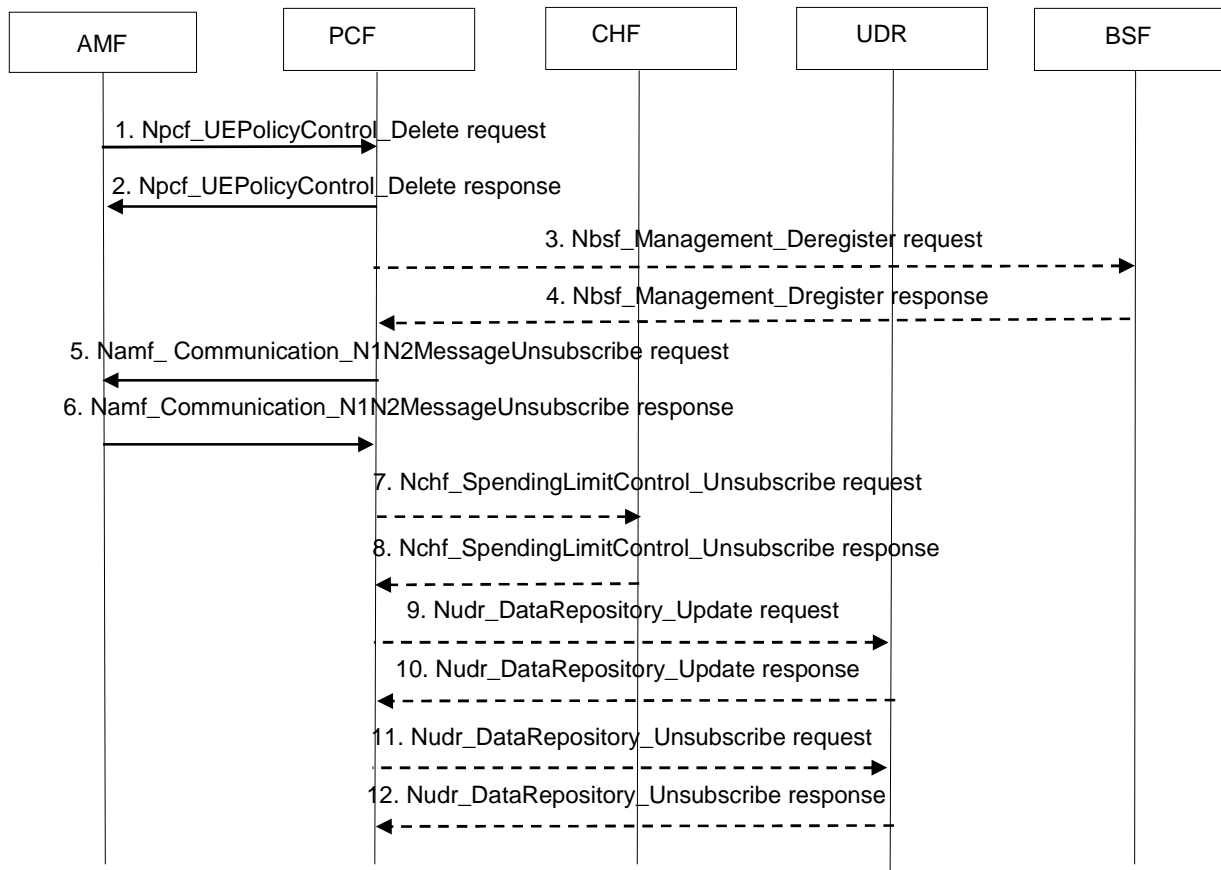 AMF
PCF
CHF
UDR
BSF
1. Npcf_UEPolicyControl_Delete request
2. Npcf_UEPolicyControl_Delete response
3. Nbsf_Management_Deregister request
4. Nbsf_Management_Dregister response
5. Namf_ Communication_N1N2MessageUnsubscribe request
6. Namf_Communication_N1N2MessageUnsubscribe response
7. Nchf_SpendingLimitControl_Unsubscribe request
8. Nchf_SpendingLimitControl_Unsubscribe response
9. Nudr_DataRepository_Update request
10. Nudr_DataRepository_Update response
11. Nudr_DataRepository_Unsubscribe request
12. Nudr_DataRepository_Unsubscribe response